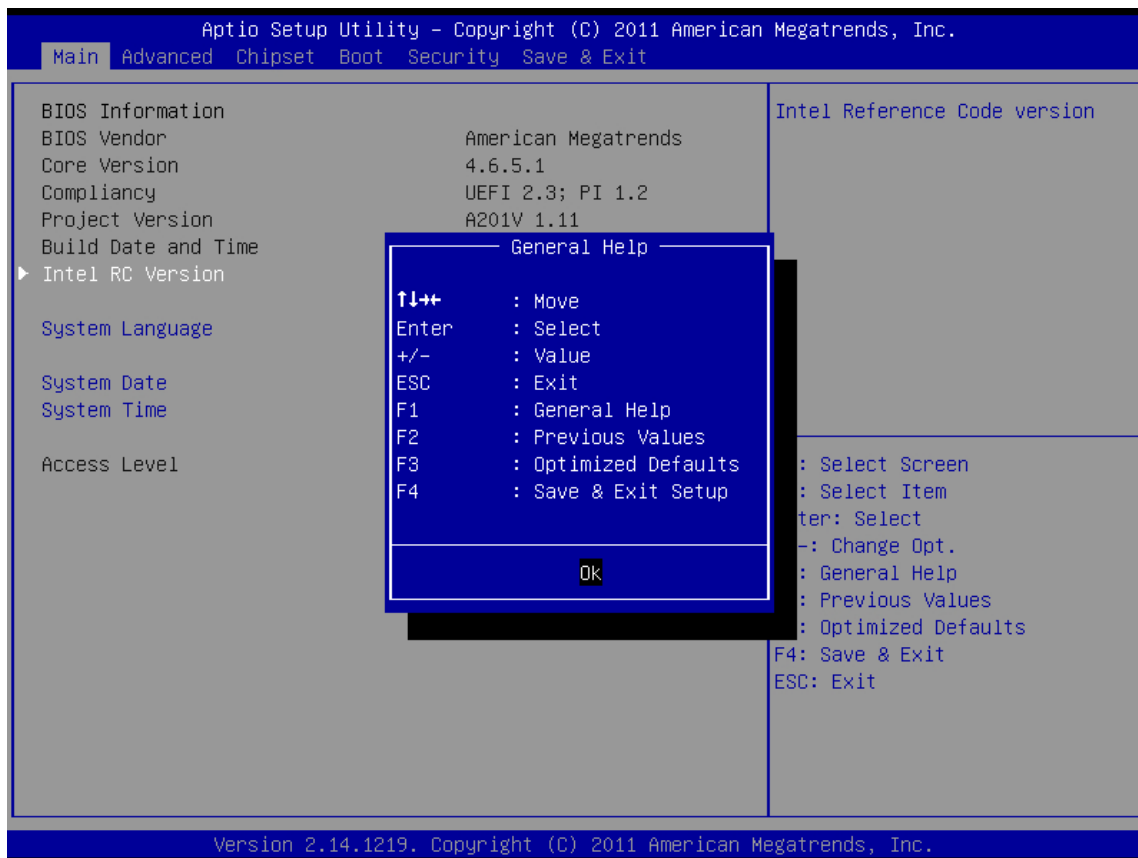 Aptio Setup Utility – Copyright (C) 2011 American Megatrends, Inc.
Main Advanced Chipset Boot Security Save & Exit
BIOS Information
BIOS Vendor American Megatrends
Core Version 4.6.5.1
Compliancy UEFI 2.3; PI 1.2
Project Version A201V 1.11
Build Date and Time
► Intel RC Version
System Language
System Date
System Time
Access Level
Intel Reference Code version
General Help
↑↓→← : Move
Enter : Select
+/- : Value
ESC : Exit
F1 : General Help
F2 : Previous Values
F3 : Optimized Defaults
F4 : Save & Exit Setup
Ok
: Select Screen
: Select Item
ter: Select
-: Change Opt.
: General Help
: Previous Values
: Optimized Defaults
F4: Save & Exit
ESC: Exit
Version 2.14.1219. Copyright (C) 2011 American Megatrends, Inc.